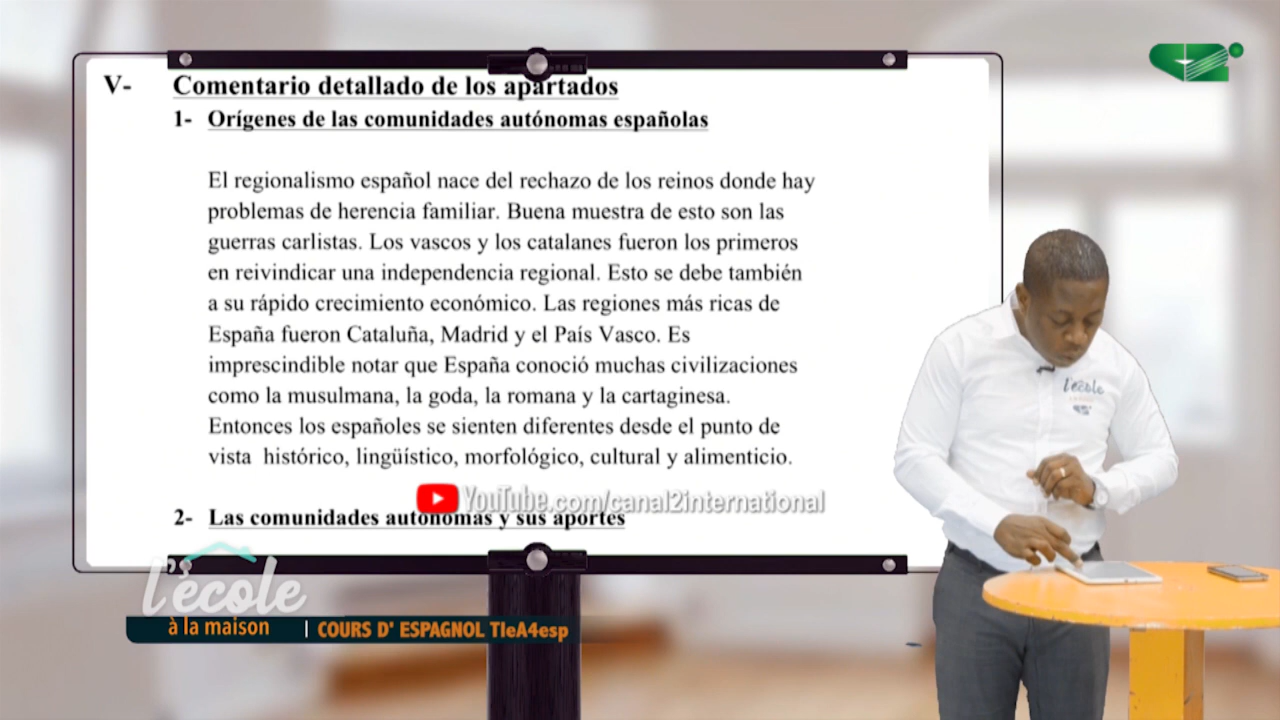 V- Comentario detallado de los apartados
1- Orígenes de las comunidades autónomas españolas
El regionalismo español nace del rechazo de los reinos donde hay
problemas de herencia familiar. Buena muestra de esto son las
guerras carlistas. Los vascos y los catalanes fueron los primeros
en reivindicar una independencia regional. Esto se debe también
a su rápido crecimiento económico. Las regiones más ricas de
España fueron Cataluña, Madrid y el País Vasco. Es
imprescindible notar que España conoció muchas civilizaciones
como la musulmana, la goda, la romana y la cartaginesa.
Entonces los españoles se sienten diferentes desde el punto de
vista histórico, lingüístico, morfológico, cultural y alimenticio.
YouTube.com/canal2international
2- Las comunidades autónomas y sus aportes
l'école
à la maison | COURS D' ESPAGNOL TleA4esp
l'école